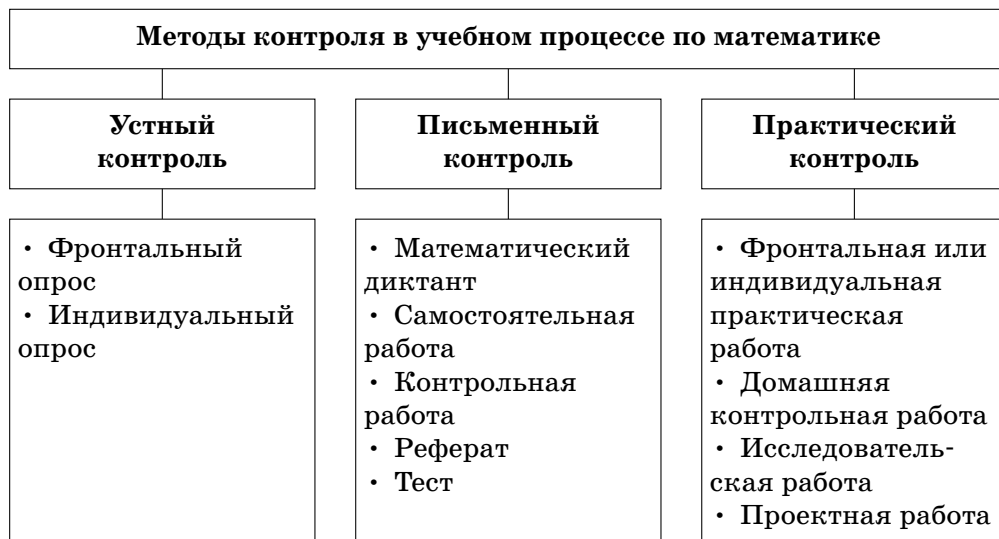 Методы контроля в учебном процессе по математике
Устный
контроль
Письменный
контроль
Практический
контроль
• Фронтальный
опрос
• Индивидуальный
опрос
• Математический
диктант
• Самостоятельная
работа
• Контрольная
работа
• Реферат
• Тест
• Фронтальная или
индивидуальная
практическая
работа
• Домашняя
контрольная работа
• Исследователь-
ская работа
• Проектная работа